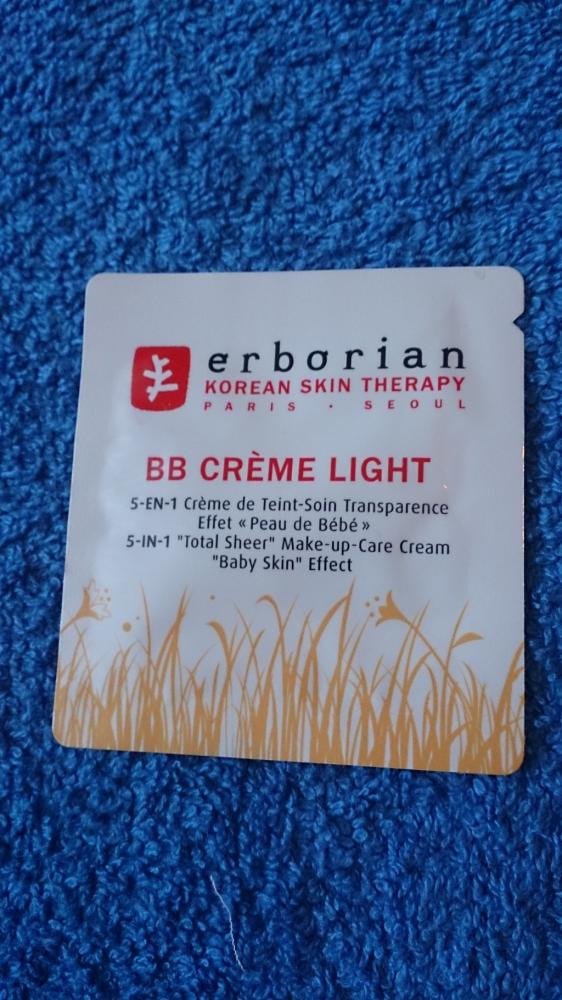 erborian
KOREAN SKIN THERAPY
PARIS · SEOUL
BB CRÈME LIGHT
5-EN-1 Crème de Teint-Soin Transparence
Effet «Peau de Bébé»
5-IN-1 "Total Sheer" Make-up-Care Cream
"Baby Skin" Effect